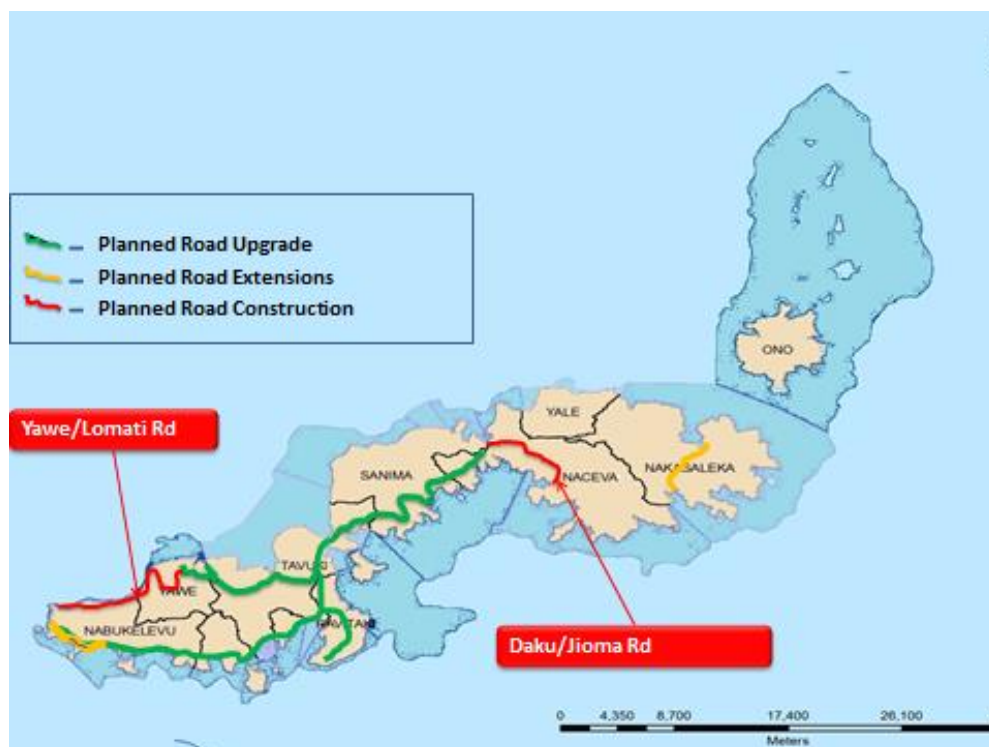 Planned Road Upgrade
Planned Road Extensions
Planned Road Construction
ONO
Yawe/Lomati Rd
YALE
SANIMA
NACEVA
NAKASALEKA
TAVUKI
YAWE
NABUKELEVU
RAVITAKI
Daku/Jioma Rd
0 4,350 8,700 17,400 26,100
Meters